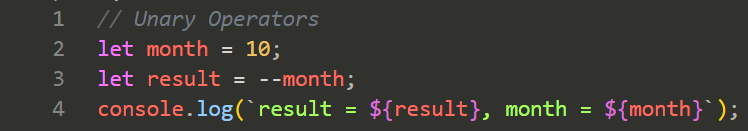 1 // Unary Operators
2 let month = 10;
3 let result = --month;
4 console.log(`result = ${result}, month = ${month}`);